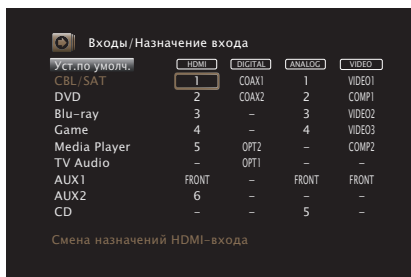 Входы/Назначение входа
Уст.по умолч. HDMI DIGITAL ANALOG VIDEO
CBL/SAT 1 COAX1 1 VIDEO1
DVD 2 COAX2 2 COMP1
Blu-ray 3 – 3 VIDEO2
Game 4 – 4 VIDEO3
Media Player 5 OPT2 – COMP2
TV Audio – OPT1 – –
AUX1 FRONT – FRONT FRONT
AUX2 6 – – –
CD – – 5 –
Смена назначений HDMI-входа